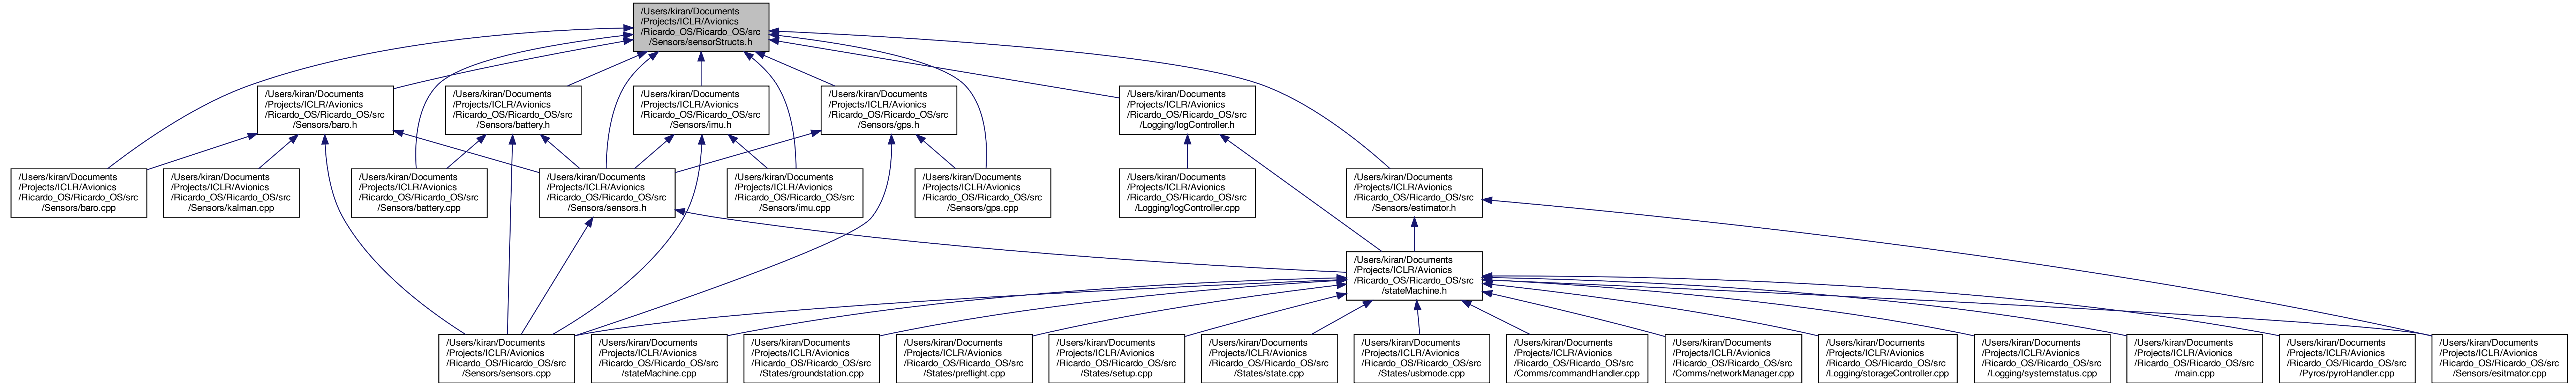 /Users/kiran/Documents
/Projects/ICLR/Avionics
/Ricardo_OS/Ricardo_OS/src
/Sensors/sensorStructs.h
/Users/kiran/Documents
/Projects/ICLR/Avionics
/Ricardo_OS/Ricardo_OS/src
/Sensors/baro.h
/Users/kiran/Documents
/Projects/ICLR/Avionics
/Ricardo_OS/Ricardo_OS/src
/Sensors/battery.h
/Users/kiran/Documents
/Projects/ICLR/Avionics
/Ricardo_OS/Ricardo_OS/src
/Sensors/imu.h
/Users/kiran/Documents
/Projects/ICLR/Avionics
/Ricardo_OS/Ricardo_OS/src
/Sensors/gps.h
/Users/kiran/Documents
/Projects/ICLR/Avionics
/Ricardo_OS/Ricardo_OS/src
/Logging/logController.h
/Users/kiran/Documents
/Projects/ICLR/Avionics
/Ricardo_OS/Ricardo_OS/src
/Sensors/baro.cpp
/Users/kiran/Documents
/Projects/ICLR/Avionics
/Ricardo_OS/Ricardo_OS/src
/Sensors/kalman.cpp
/Users/kiran/Documents
/Projects/ICLR/Avionics
/Ricardo_OS/Ricardo_OS/src
/Sensors/battery.cpp
/Users/kiran/Documents
/Projects/ICLR/Avionics
/Ricardo_OS/Ricardo_OS/src
/Sensors/sensors.h
/Users/kiran/Documents
/Projects/ICLR/Avionics
/Ricardo_OS/Ricardo_OS/src
/Sensors/imu.cpp
/Users/kiran/Documents
/Projects/ICLR/Avionics
/Ricardo_OS/Ricardo_OS/src
/Sensors/gps.cpp
/Users/kiran/Documents
/Projects/ICLR/Avionics
/Ricardo_OS/Ricardo_OS/src
/Logging/logController.cpp
/Users/kiran/Documents
/Projects/ICLR/Avionics
/Ricardo_OS/Ricardo_OS/src
/Sensors/estimator.h
/Users/kiran/Documents
/Projects/ICLR/Avionics
/Ricardo_OS/Ricardo_OS/src
/stateMachine.h
/Users/kiran/Documents
/Projects/ICLR/Avionics
/Ricardo_OS/Ricardo_OS/src
/Sensors/sensors.cpp
/Users/kiran/Documents
/Projects/ICLR/Avionics
/Ricardo_OS/Ricardo_OS/src
/stateMachine.cpp
/Users/kiran/Documents
/Projects/ICLR/Avionics
/Ricardo_OS/Ricardo_OS/src
/States/groundstation.cpp
/Users/kiran/Documents
/Projects/ICLR/Avionics
/Ricardo_OS/Ricardo_OS/src
/States/preflight.cpp
/Users/kiran/Documents
/Projects/ICLR/Avionics
/Ricardo_OS/Ricardo_OS/src
/States/setup.cpp
/Users/kiran/Documents
/Projects/ICLR/Avionics
/Ricardo_OS/Ricardo_OS/src
/States/state.cpp
/Users/kiran/Documents
/Projects/ICLR/Avionics
/Ricardo_OS/Ricardo_OS/src
/States/usbmode.cpp
/Users/kiran/Documents
/Projects/ICLR/Avionics
/Ricardo_OS/Ricardo_OS/src
/Comms/commandHandler.cpp
/Users/kiran/Documents
/Projects/ICLR/Avionics
/Ricardo_OS/Ricardo_OS/src
/Comms/networkManager.cpp
/Users/kiran/Documents
/Projects/ICLR/Avionics
/Ricardo_OS/Ricardo_OS/src
/Logging/storageController.cpp
/Users/kiran/Documents
/Projects/ICLR/Avionics
/Ricardo_OS/Ricardo_OS/src
/Logging/systemstatus.cpp
/Users/kiran/Documents
/Projects/ICLR/Avionics
/Ricardo_OS/Ricardo_OS/src
/main.cpp
/Users/kiran/Documents
/Projects/ICLR/Avionics
/Ricardo_OS/Ricardo_OS/src
/Pyros/pyroHandler.cpp
/Users/kiran/Documents
/Projects/ICLR/Avionics
/Ricardo_OS/Ricardo_OS/src
/Sensors/esitmator.cpp